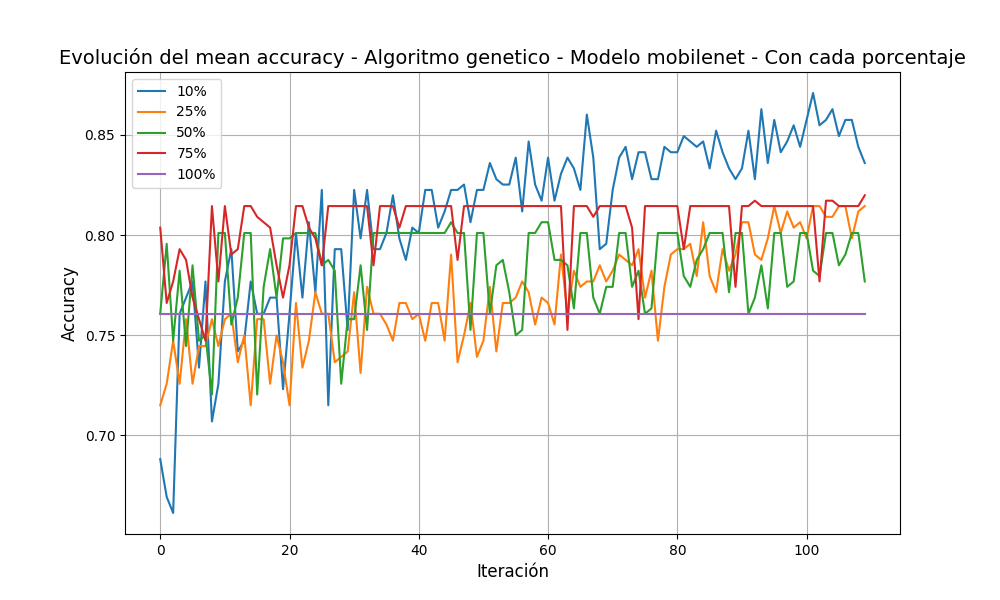 Evolución del mean accuracy - Algoritmo genetico - Modelo mobilenet - Con cada porcentaje
10%
25%
50%
75%
100%
0.85
0.80
0.75
0.70
Accuracy
0 20 40 60 80 100
Iteración